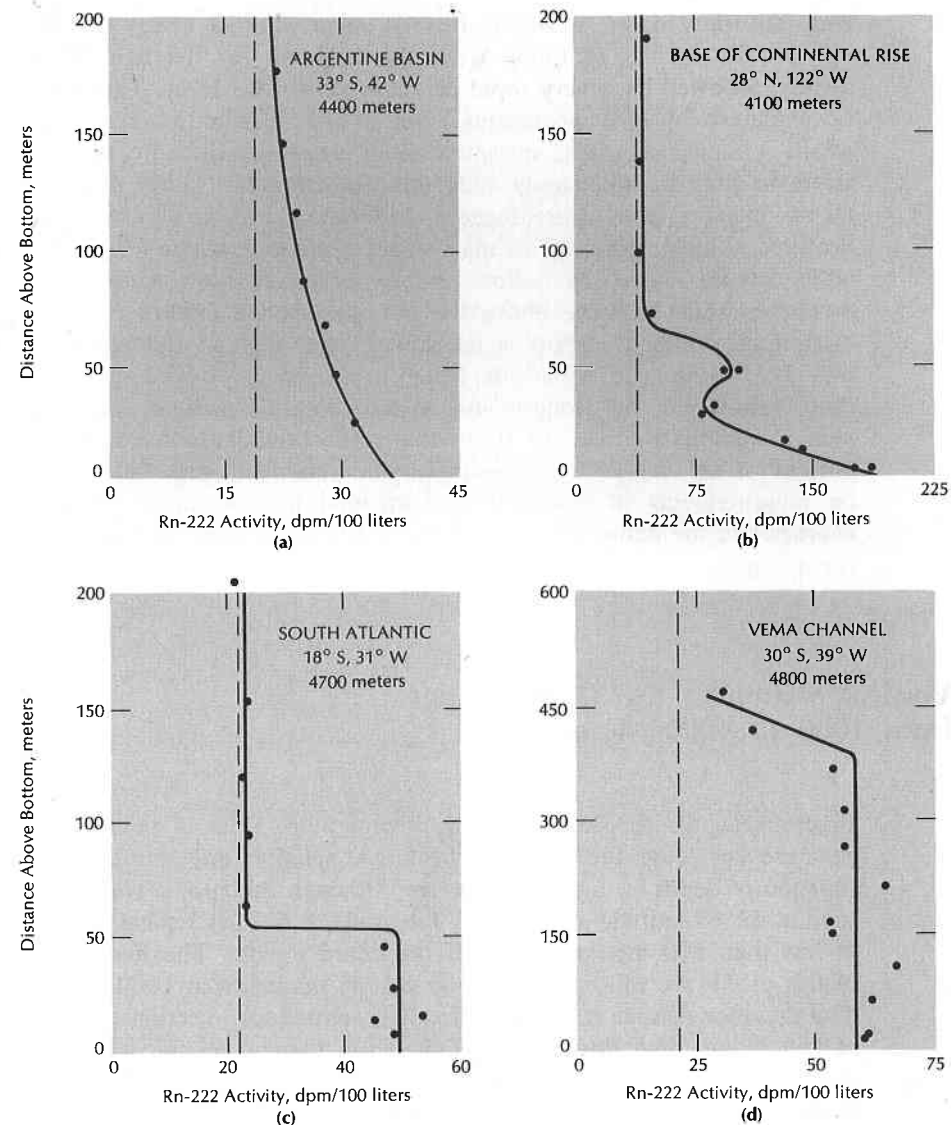 200
150
100
50
0
Distance Above Bottom, meters
ARGENTINE BASIN
33° S, 42° W
4400 meters
0
15
30
45
Rn-222 Activity, dpm/100 liters
(a)
200
150
100
50
0
BASE OF CONTINENTAL RISE
28° N, 122° W
4100 meters
0
75
150
225
Rn-222 Activity, dpm/100 liters
(b)
200
150
100
50
0
Distance Above Bottom, meters
SOUTH ATLANTIC
18° S, 31° W
4700 meters
0
20
40
60
Rn-222 Activity, dpm/100 liters
(c)
600
450
300
150
0
VEMA CHANNEL
30° S, 39° W
4800 meters
0
25
50
75
Rn-222 Activity, dpm/100 liters
(d)